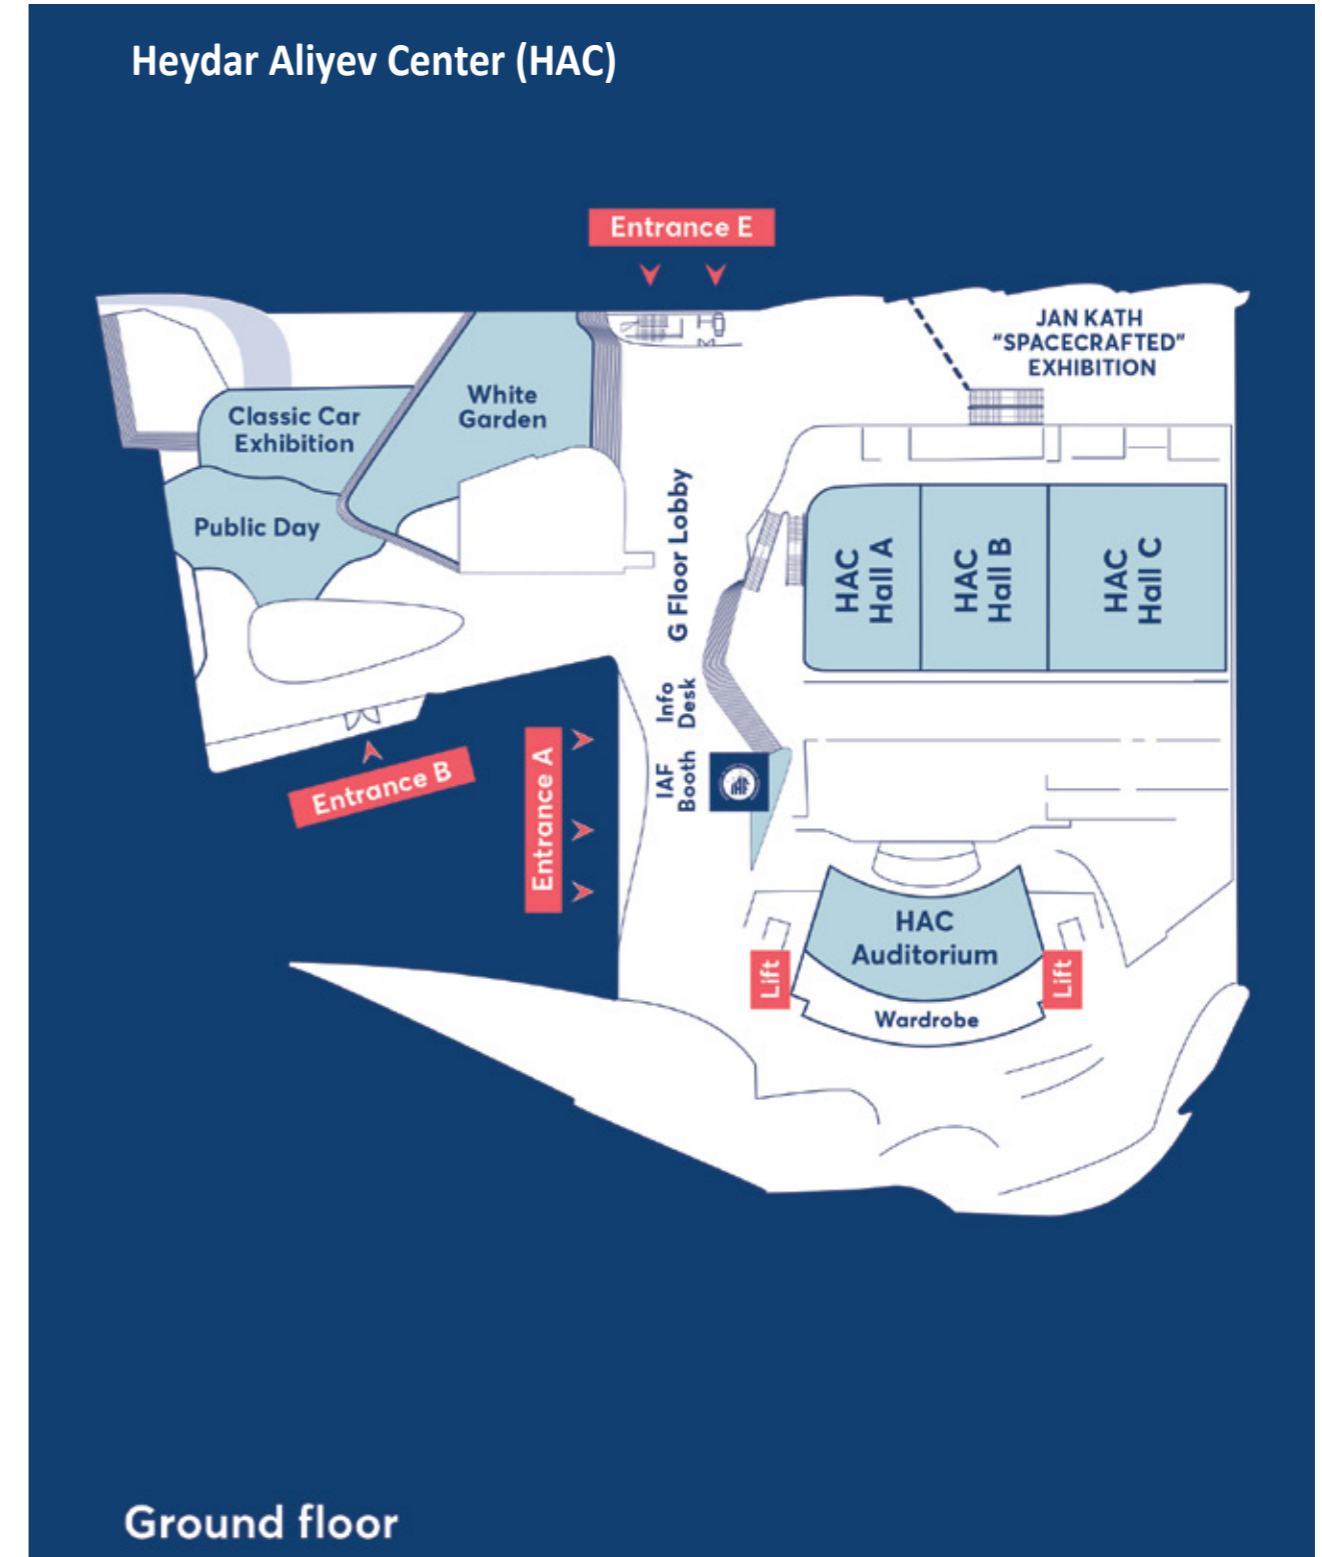 Heydar Aliyev Center (HAC)
Entrance E
JAN KATH
"SPACECRAFTED"
EXHIBITION
White
Garden
Classic Car
Exhibition
Public Day
G Floor Lobby
HAC
Hall A
HAC
Hall B
HAC
Hall C
Info
Desk
IAF
Booth
IAF
Entrance B
Entrance A
HAC
Auditorium
Lift
Lift
Wardrobe
Ground floor